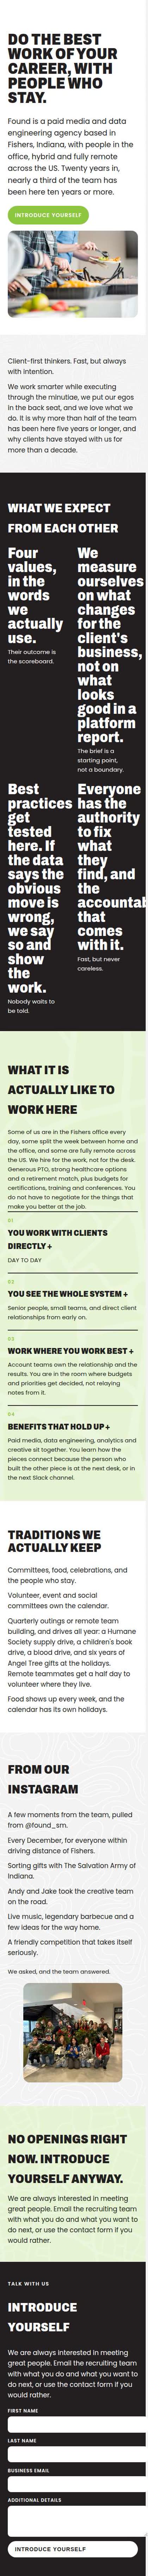 DO THE BEST
WORK OF YOUR
CAREER, WITH
PEOPLE WHO
STAY.
Found is a paid media and data
engineering agency based in
Fishers, Indiana, with people in the
office, hybrid and fully remote
across the US. Twenty years in,
nearly a third of the team has
been here ten years or more.
INTRODUCE YOURSELF
Client-first thinkers. Fast, but always
with intention.
We work smarter while executing
through the minutiae, we put our egos
in the back seat, and we love what we
do. It is why more than half of the team
has been here five years or longer, and
why clients have stayed with us for
more than a decade.
WHAT WE EXPECT
FROM EACH OTHER
Four
values,
in the
words
we
actually
use.
Their outcome is
the scoreboard.
We
measure
ourselves
on what
changes
for the
client's
business,
not on
what
looks
good in a
platform
report.
The brief is a
starting point,
not a boundary.
Best
practices
get
tested
here. If
the data
says the
obvious
move is
wrong,
we say
so and
show
the
work.
Nobody waits to
be told.
Everyone
has the
authority
to fix
what
they
find, and
the
accountab
that
comes
with it.
Fast, but never
careless.
WHAT IT IS
ACTUALLY LIKE TO
WORK HERE
Some of us are in the Fishers office every
day, some split the week between home and
the office, and some are fully remote across
the US. We hire for the work, not for the desk.
Generous PTO, strong healthcare options
and a retirement match, plus budgets for
certifications, training and conferences. You
do not have to negotiate for the things that
make you better at the job.
01
YOU WORK WITH CLIENTS
DIRECTLY +
DAY TO DAY
02
YOU SEE THE WHOLE SYSTEM +
Senior people, small teams, and direct client
relationships from early on.
03
WORK WHERE YOU WORK BEST +
Account teams own the relationship and the
results. You are in the room where budgets
and priorities get decided, not relaying
notes from it.
04
BENEFITS THAT HOLD UP +
Paid media, data engineering, analytics and
creative sit together. You learn how the
pieces connect because the person who
built the other piece is at the next desk, or in
the next Slack channel.
TRADITIONS WE
ACTUALLY KEEP
Committees, food, celebrations, and
the people who stay.
Volunteer, event and social
committees own the calendar.
Quarterly outings or remote team
building, and drives all year: a Humane
Society supply drive, a children's book
drive, a blood drive, and six years of
Angel Tree gifts at the holidays.
Remote teammates get a half day to
volunteer where they live.
Food shows up every week, and the
calendar has its own holidays.
FROM OUR
INSTAGRAM
A few moments from the team, pulled
from @found_sm.
Every December, for everyone within
driving distance of Fishers.
Sorting gifts with The Salvation Army of
Indiana.
Andy and Jake took the creative team
on the road.
Live music, legendary barbecue and a
few ideas for the way home.
A friendly competition that takes itself
seriously.
We asked, and the team answered.
NO OPENINGS RIGHT
NOW. INTRODUCE
YOURSELF ANYWAY.
We are always interested in meeting
great people. Email the recruiting team
with what you do and what you want to
do next, or use the contact form if you
would rather.
TALK WITH US
INTRODUCE
YOURSELF
We are always interested in meeting
great people. Email the recruiting team
with what you do and what you want to
do next, or use the contact form if you
would rather.
FIRST NAME
LAST NAME
BUSINESS EMAIL
ADDITIONAL DETAILS
INTRODUCE YOURSELF